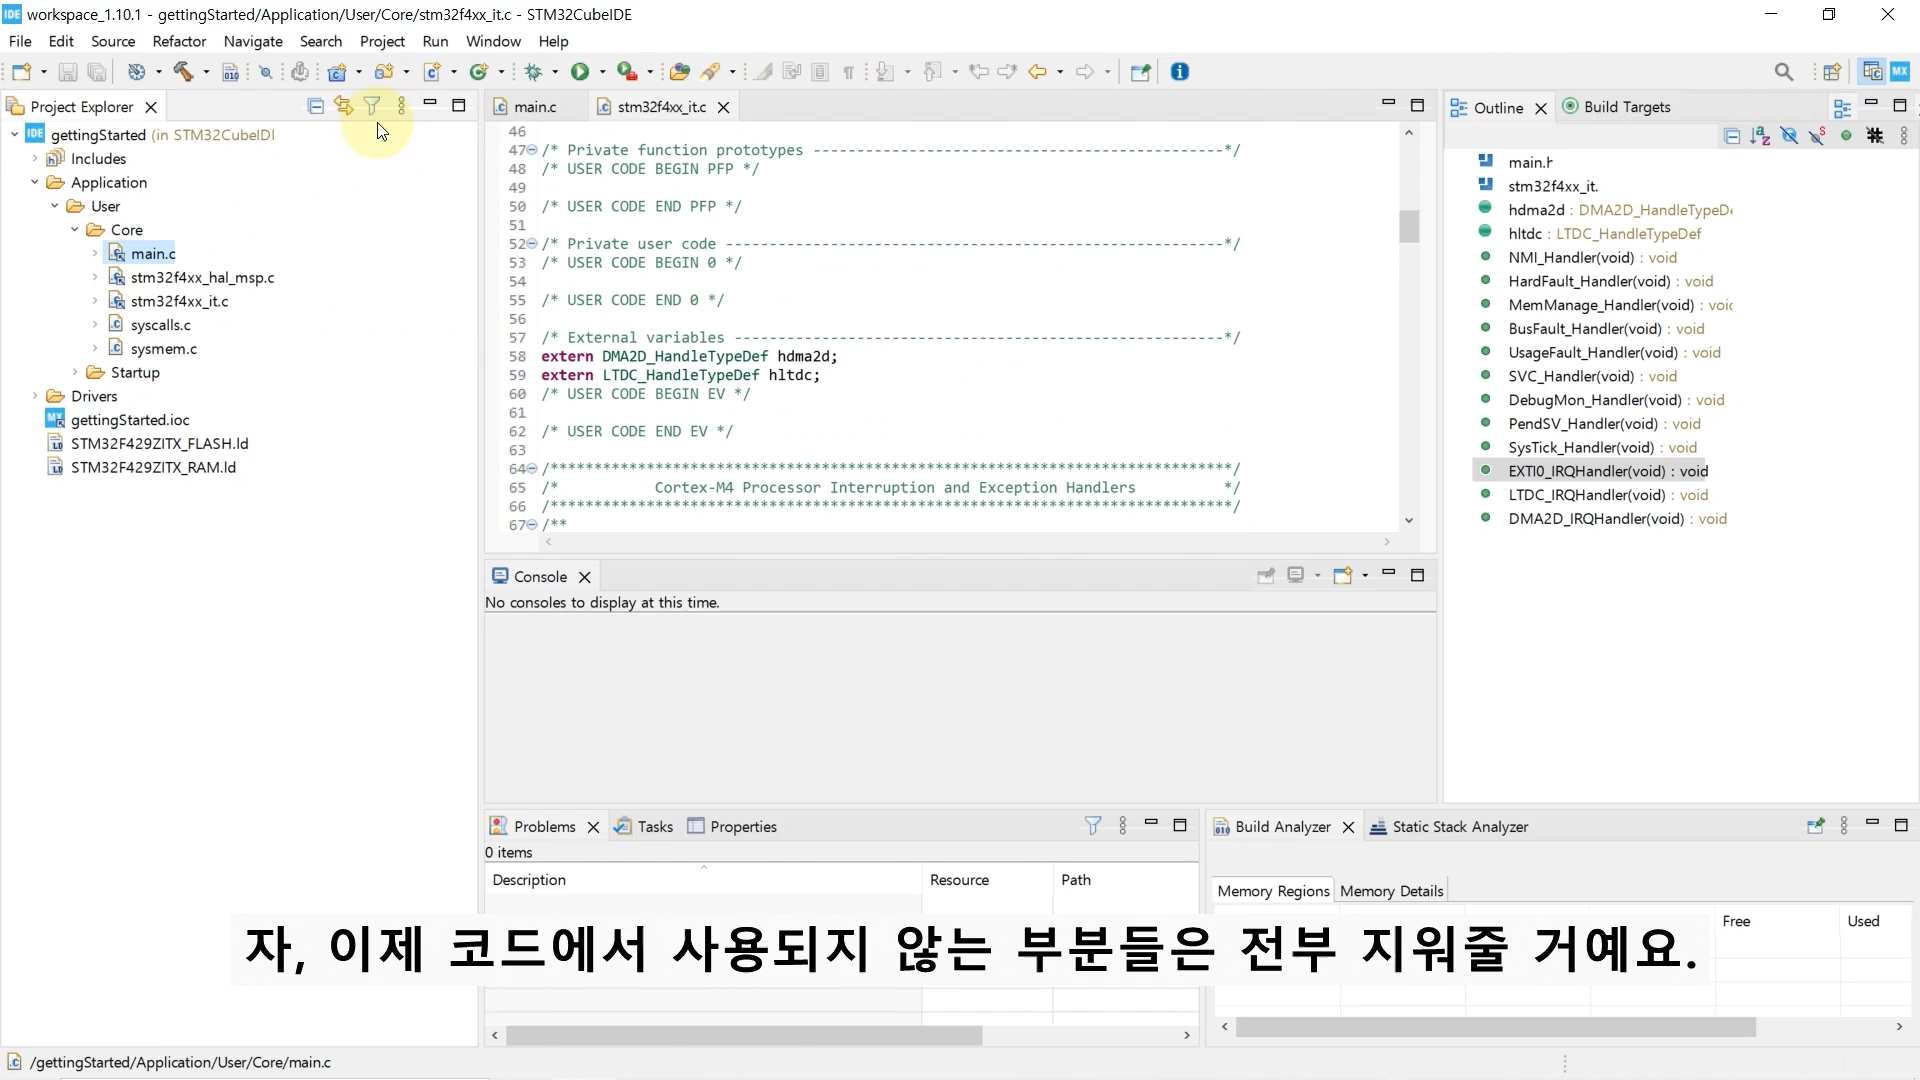 workspace_1.10.1 - gettingStarted/Application/User/Core/stm32f4xx_it.c - STM32CubeIDE
File Edit Source Refactor Navigate Search Project Run Window Help
Project Explorer
gettingStarted (in STM32CubeIDI
Includes
Application
User
Core
main.c
stm32f4xx_hal_msp.c
stm32f4xx_it.c
syscalls.c
sysmem.c
Startup
Drivers
gettingStarted.ioc
STM32F429ZITX_FLASH.ld
STM32F429ZITX_RAM.ld
main.c stm32f4xx_it.c
46
47 /* Private function prototypes -----------------------------------------------*/
48 /* USER CODE BEGIN PFP */
49
50 /* USER CODE END PFP */
51
52 /* Private user code ---------------------------------------------------------*/
53 /* USER CODE BEGIN 0 */
54
55 /* USER CODE END 0 */
56
57 /* External variables --------------------------------------------------------*/
58 extern DMA2D_HandleTypeDef hdma2d;
59 extern LTDC_HandleTypeDef hltdc;
60 /* USER CODE BEGIN EV */
61
62 /* USER CODE END EV */
63
64 /******************************************************************************/
65 /*           Cortex-M4 Processor Interruption and Exception Handlers          */
66 /******************************************************************************/
67 /**
Console
No consoles to display at this time.
Outline Build Targets
main.h
stm32f4xx_it.
hdma2d : DMA2D_HandleTypeD
hltdc : LTDC_HandleTypeDef
NMI_Handler(void) : void
HardFault_Handler(void) : void
MemManage_Handler(void) : voic
BusFault_Handler(void) : void
UsageFault_Handler(void) : void
SVC_Handler(void) : void
DebugMon_Handler(void) : void
PendSV_Handler(void) : void
SysTick_Handler(void) : void
EXTI0_IRQHandler(void) : void
LTDC_IRQHandler(void) : void
DMA2D_IRQHandler(void) : void
Problems Tasks Properties
0 items
Description Resource Path
Build Analyzer Static Stack Analyzer
Memory Regions Memory Details
Free Used
자, 이제 코드에서 사용되지 않는 부분들은 전부 지워줄 거예요.
/gettingStarted/Application/User/Core/main.c